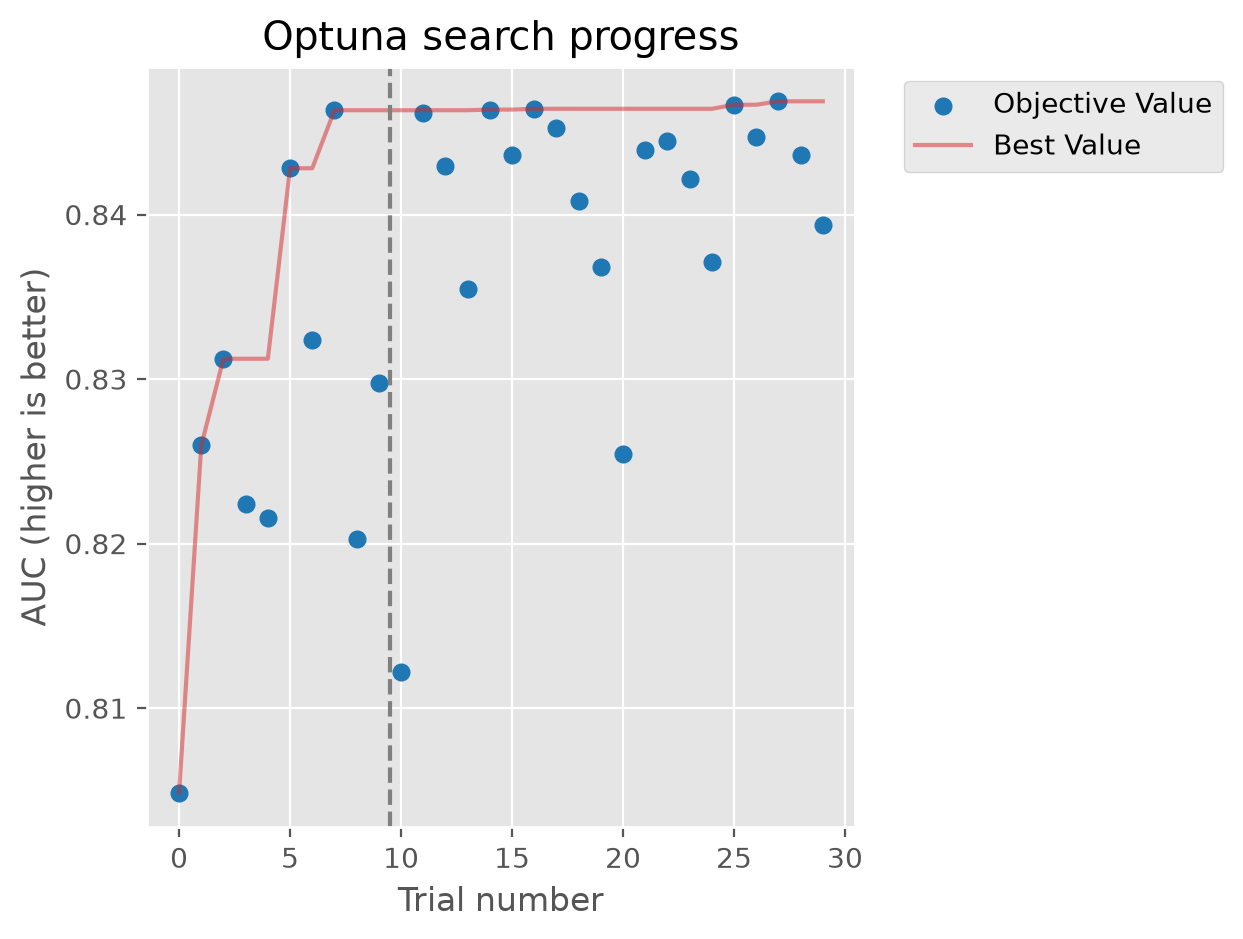 Optuna search progress
Objective Value
Best Value
AUC (higher is better)
0.84
0.83
0.82
0.81
0 5 10 15 20 25 30
Trial number